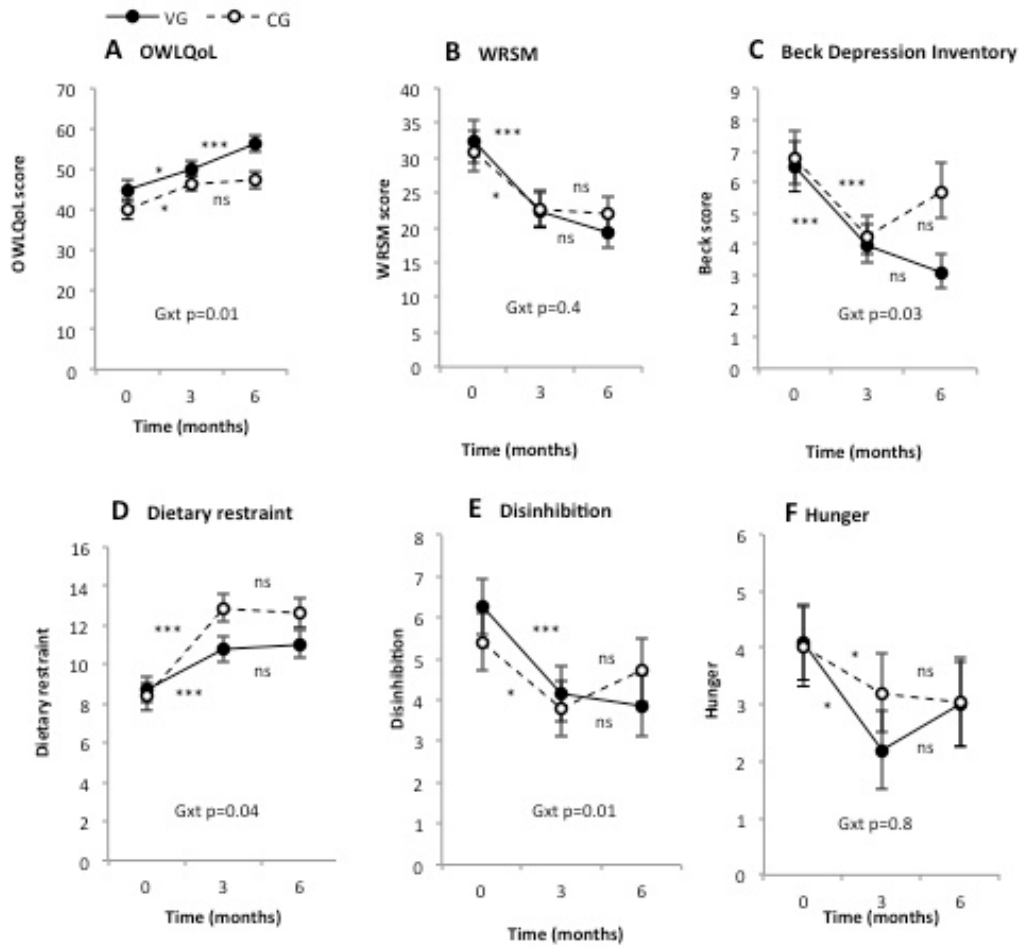 VG CG
A OWLQoL
B WRSM
C Beck Depression Inventory
OWLQoL score
70
60
50
40
30
20
10
0
* *** * ns
Gxt p=0.01
0 3 6
Time (months)
WRSM score
40
35
30
25
20
15
10
5
0
*** * ns ns
Gxt p=0.4
0 3 6
Time (months)
Beck score
9
8
7
6
5
4
3
2
1
0
*** *** ns ns
Gxt p=0.03
0 3 6
Time (months)
D Dietary restraint
E Disinhibition
F Hunger
Dietary restraint
16
14
12
10
8
6
4
2
0
*** ns *** ns
Gxt p=0.04
0 3 6
Time (months)
Disinhibition
8
7
6
5
4
3
2
1
0
*** ns * ns
Gxt p=0.01
0 3 6
Time (months)
Hunger
6
5
4
3
2
1
0
* ns * ns
Gxt p=0.8
0 3 6
Time (months)